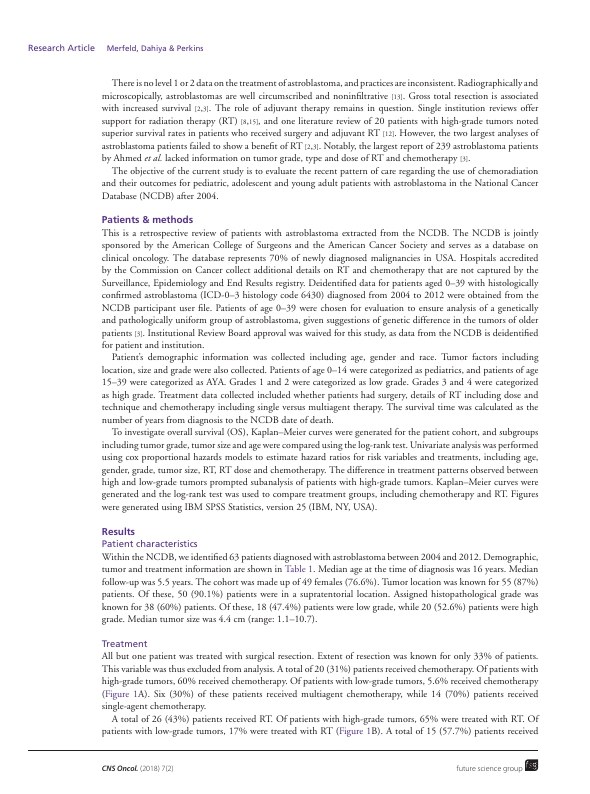 Research Article Merfeld, Dahiya & Perkins
There is no level 1 or 2 data on the treatment of astroblastoma, and practices are inconsistent. Radiographically and
microscopically, astroblastomas are well circumscribed and noninfiltrative [13]. Gross total resection is associated
with increased survival [2,3]. The role of adjuvant therapy remains in question. Single institution reviews offer
support for radiation therapy (RT) [8,15], and one literature review of 20 patients with high-grade tumors noted
superior survival rates in patients who received surgery and adjuvant RT [12]. However, the two largest analyses of
astroblastoma patients failed to show a benefit of RT [2,3]. Notably, the largest report of 239 astroblastoma patients
by Ahmed et al. lacked information on tumor grade, type and dose of RT and chemotherapy [3].
The objective of the current study is to evaluate the recent pattern of care regarding the use of chemoradiation
and their outcomes for pediatric, adolescent and young adult patients with astroblastoma in the National Cancer
Database (NCDB) after 2004.
Patients & methods
This is a retrospective review of patients with astroblastoma extracted from the NCDB. The NCDB is jointly
sponsored by the American College of Surgeons and the American Cancer Society and serves as a database on
clinical oncology. The database represents 70% of newly diagnosed malignancies in USA. Hospitals accredited
by the Commission on Cancer collect additional details on RT and chemotherapy that are not captured by the
Surveillance, Epidemiology and End Results registry. Deidentified data for patients aged 0–39 with histologically
confirmed astroblastoma (ICD-0–3 histology code 6430) diagnosed from 2004 to 2012 were obtained from the
NCDB participant user file. Patients of age 0–39 were chosen for evaluation to ensure analysis of a genetically
and pathologically uniform group of astroblastoma, given suggestions of genetic difference in the tumors of older
patients [3]. Institutional Review Board approval was waived for this study, as data from the NCDB is deidentified
for patient and institution.
Patient's demographic information was collected including age, gender and race. Tumor factors including
location, size and grade were also collected. Patients of age 0–14 were categorized as pediatrics, and patients of age
15–39 were categorized as AYA. Grades 1 and 2 were categorized as low grade. Grades 3 and 4 were categorized
as high grade. Treatment data collected included whether patients had surgery, details of RT including dose and
technique and chemotherapy including single versus multiagent therapy. The survival time was calculated as the
number of years from diagnosis to the NCDB date of death.
To investigate overall survival (OS), Kaplan–Meier curves were generated for the patient cohort, and subgroups
including tumor grade, tumor size and age were compared using the log-rank test. Univariate analysis was performed
using cox proportional hazards models to estimate hazard ratios for risk variables and treatments, including age,
gender, grade, tumor size, RT, RT dose and chemotherapy. The difference in treatment patterns observed between
high and low-grade tumors prompted subanalysis of patients with high-grade tumors. Kaplan–Meier curves were
generated and the log-rank test was used to compare treatment groups, including chemotherapy and RT. Figures
were generated using IBM SPSS Statistics, version 25 (IBM, NY, USA).
Results
Patient characteristics
Within the NCDB, we identified 63 patients diagnosed with astroblastoma between 2004 and 2012. Demographic,
tumor and treatment information are shown in Table 1. Median age at the time of diagnosis was 16 years. Median
follow-up was 5.5 years. The cohort was made up of 49 females (76.6%). Tumor location was known for 55 (87%)
patients. Of these, 50 (90.1%) patients were in a supratentorial location. Assigned histopathological grade was
known for 38 (60%) patients. Of these, 18 (47.4%) patients were low grade, while 20 (52.6%) patients were high
grade. Median tumor size was 4.4 cm (range: 1.1–10.7).
Treatment
All but one patient was treated with surgical resection. Extent of resection was known for only 33% of patients.
This variable was thus excluded from analysis. A total of 20 (31%) patients received chemotherapy. Of patients with
high-grade tumors, 60% received chemotherapy. Of patients with low-grade tumors, 5.6% received chemotherapy
(Figure 1A). Six (30%) of these patients received multiagent chemotherapy, while 14 (70%) patients received
single-agent chemotherapy.
A total of 26 (43%) patients received RT. Of patients with high-grade tumors, 65% were treated with RT. Of
patients with low-grade tumors, 17% were treated with RT (Figure 1B). A total of 15 (57.7%) patients received
CNS Oncol. (2018) 7(2) future science group fsg